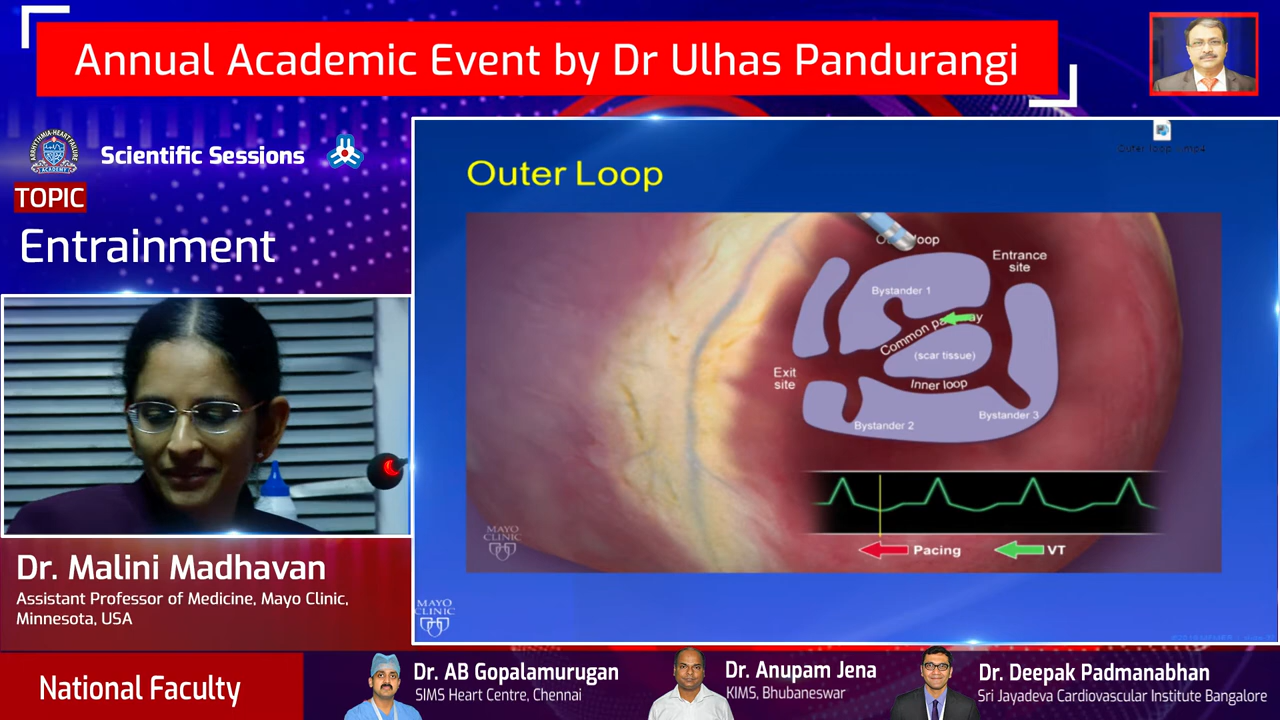 Annual Academic Event by Dr Ulhas Pandurangi
Scientific Sessions
TOPIC
Entrainment
Outer Loop
loop
Entrance
site
Bystander 1
Common
(scar tissue)
Exit
site
Inner loop
Bystander 3
Bystander 2
MAYO
CLINIC
Pacing
VT
MAYO
CLINIC
Dr. Malini Madhavan
Assistant Professor of Medicine, Mayo Clinic,
Minnesota, USA
National Faculty
Dr. AB Gopalamurugan
SIMS Heart Centre, Chennai
Dr. Anupam Jena
KIMS, Bhubaneswar
Dr. Deepak Padmanabhan
Sri Jayadeva Cardiovascular Institute Bangalore